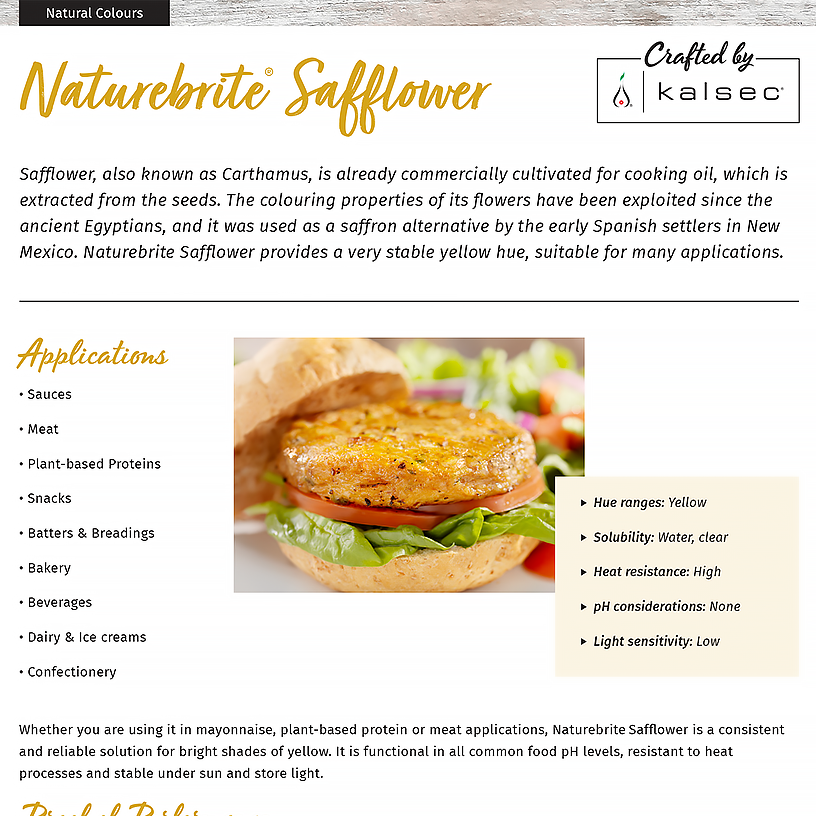 Natural Colours
Naturebrite® Safflower
Crafted by
kalsec®
Safflower, also known as Carthamus, is already commercially cultivated for cooking oil, which is
extracted from the seeds. The colouring properties of its flowers have been exploited since the
ancient Egyptians, and it was used as a saffron alternative by the early Spanish settlers in New
Mexico. Naturebrite Safflower provides a very stable yellow hue, suitable for many applications.
Applications
• Sauces
• Meat
• Plant-based Proteins
• Snacks
• Batters & Breadings
• Bakery
• Beverages
• Dairy & Ice creams
• Confectionery
▸ Hue ranges: Yellow
▸ Solubility: Water, clear
▸ Heat resistance: High
▸ pH considerations: None
▸ Light sensitivity: Low
Whether you are using it in mayonnaise, plant-based protein or meat applications, Naturebrite Safflower is a consistent
and reliable solution for bright shades of yellow. It is functional in all common food pH levels, resistant to heat
processes and stable under sun and store light.